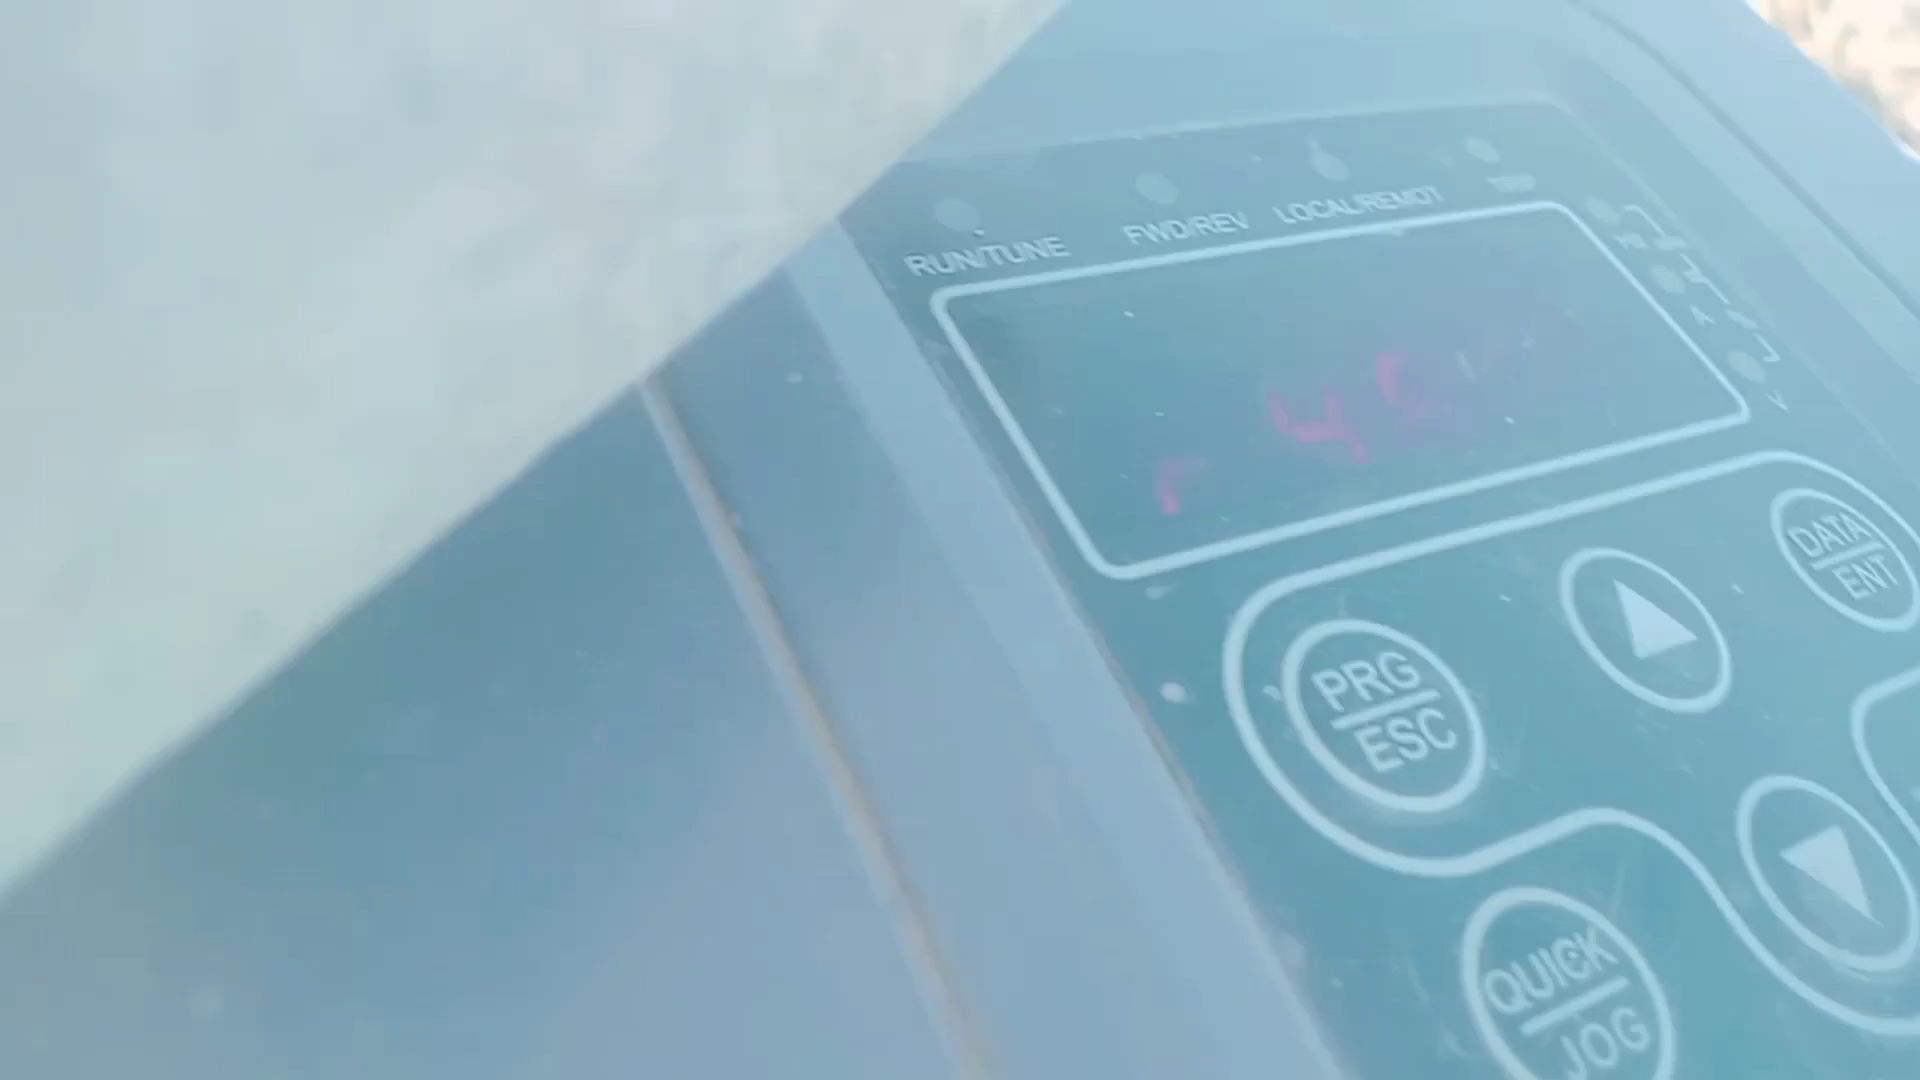 RUN/TUNE FWD/REV LOCAL/REMOT
A
V
DATA
ENT
PRG
ESC
QUICK
JOG